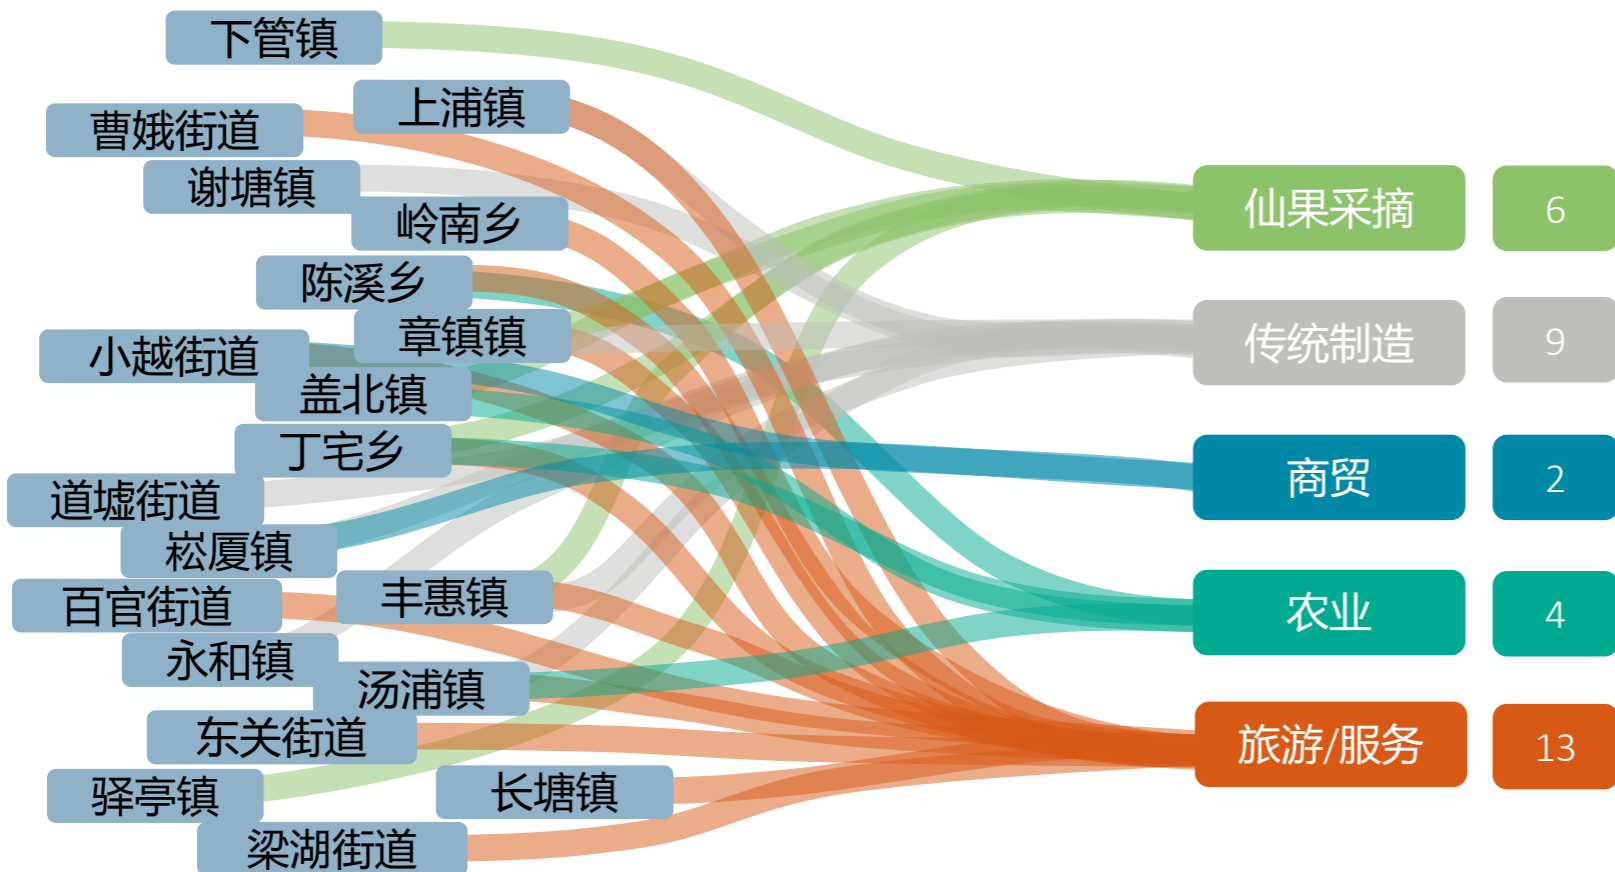 下管镇
上浦镇
曹娥街道
谢塘镇
岭南乡
陈溪乡
章镇镇
小越街道
盖北镇
丁宅乡
道墟街道
崧厦镇
百官街道
丰惠镇
永和镇
汤浦镇
东关街道
驿亭镇
长塘镇
梁湖街道
仙果采摘 6
传统制造 9
商贸 2
农业 4
旅游/服务 13